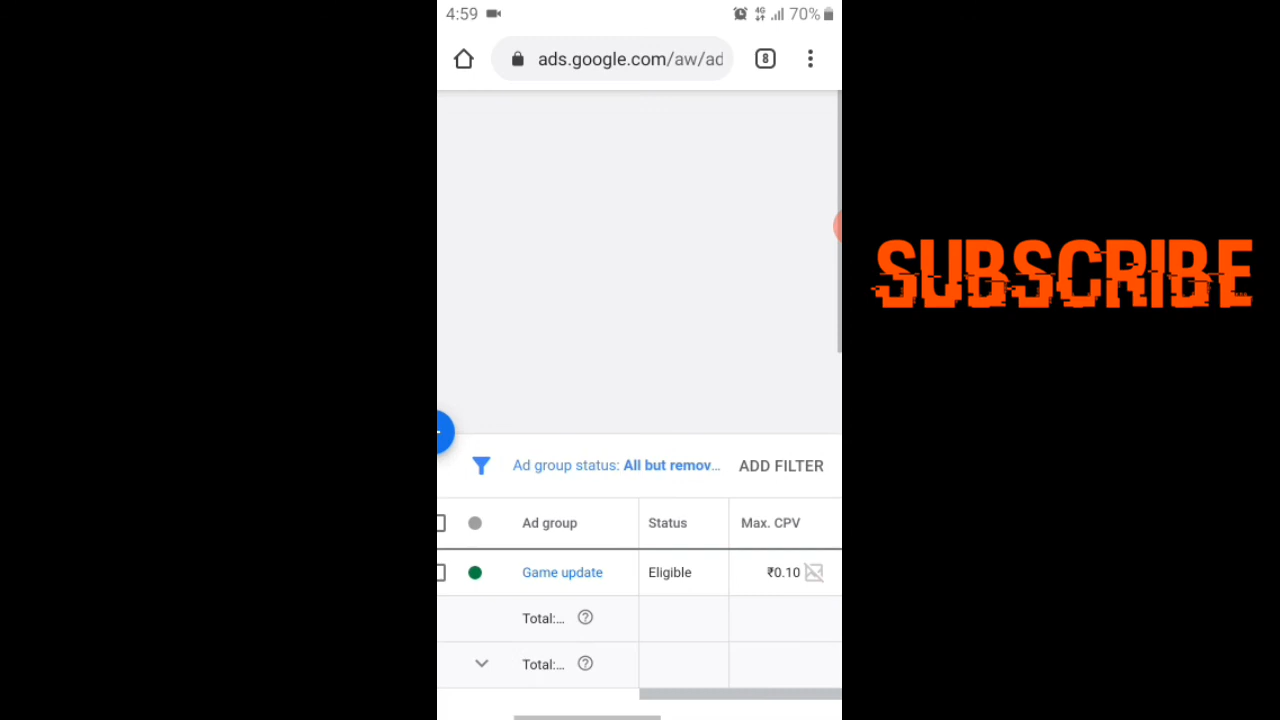 4:59 4G 70%
ads.google.com/aw/ad 8
SUBSCRIBE
Ad group status: All but remov... ADD FILTER
Ad group Status Max. CPV
Game update Eligible ₹0.10
Total:... ?
Total:... ?